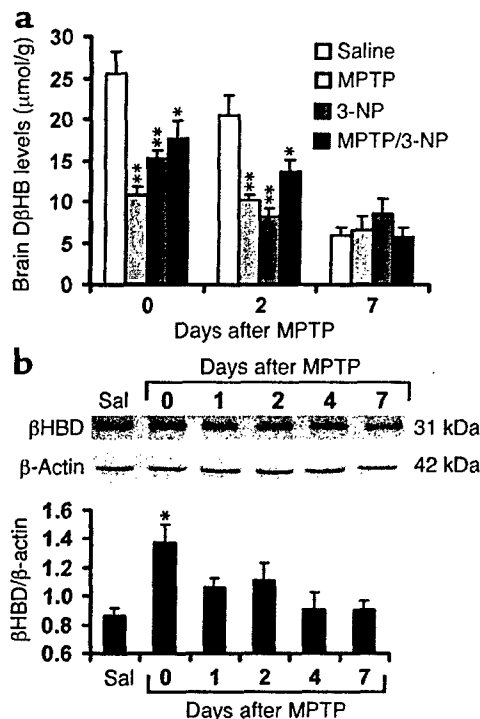 a
Brain DβHB levels (μmol/g)
30
25
20
15
10
5
0
Saline
MPTP
3-NP
MPTP/3-NP
** ** *
** ** *
0 2 7
Days after MPTP
b
Days after MPTP
Sal 0 1 2 4 7
βHBD 31 kDa
β-Actin 42 kDa
βHBD/β-actin
1.6
1.4
1.2
1.0
0.8
0.6
*
Sal 0 1 2 4 7
Days after MPTP